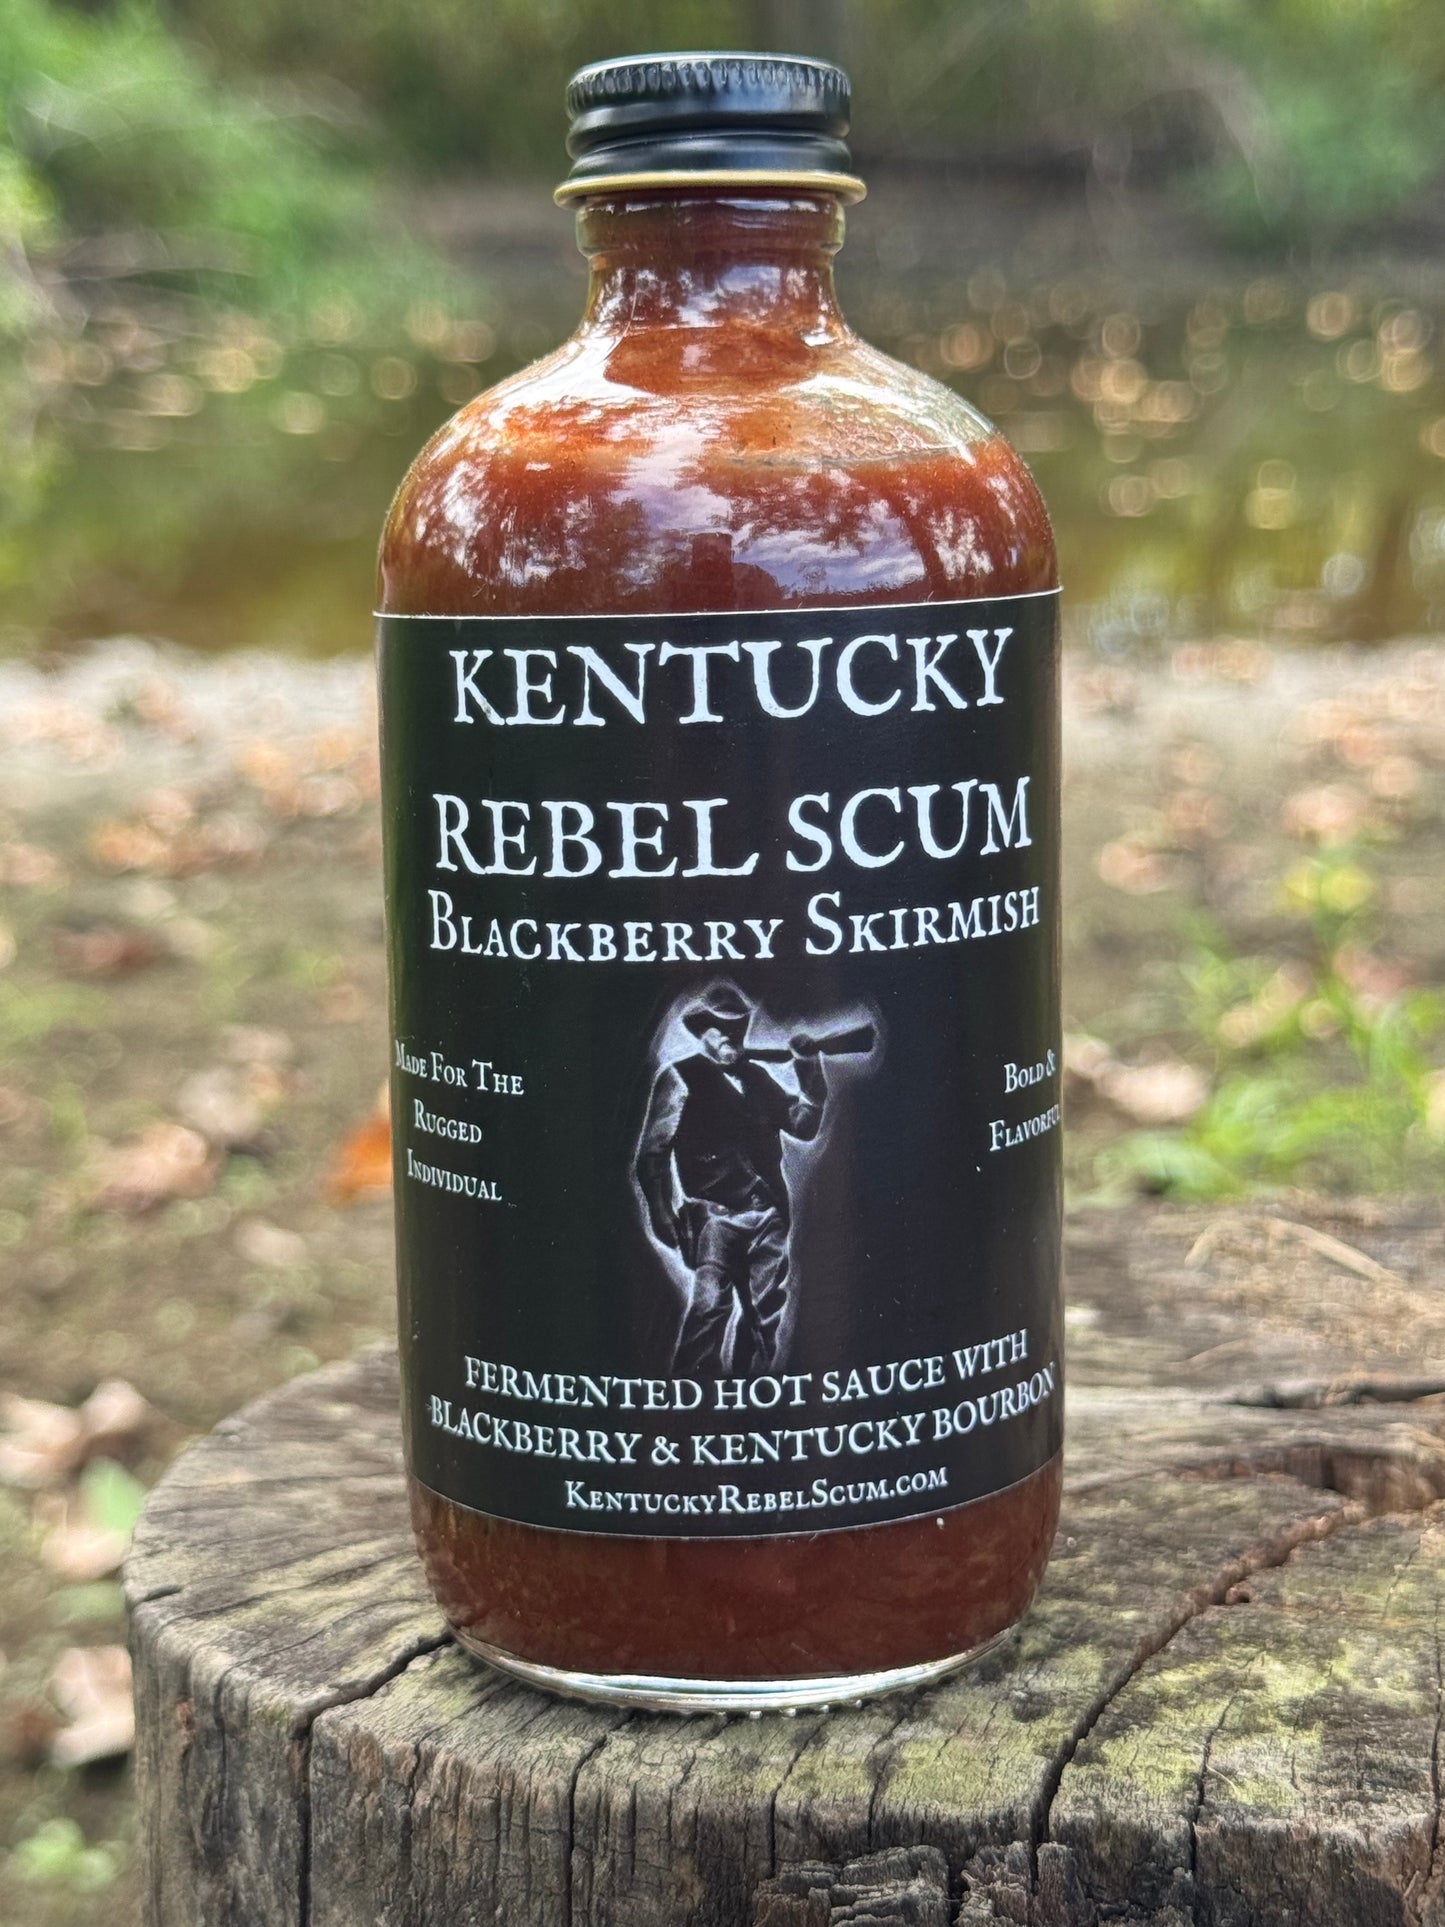 KENTUCKY
REBEL SCUM
BLACKBERRY SKIRMISH
MADE FOR THE
RUGGED
INDIVIDUAL
BOLD &
FLAVORFUL
FERMENTED HOT SAUCE WITH
BLACKBERRY & KENTUCKY BOURBON
KENTUCKYREBELSCUM.COM